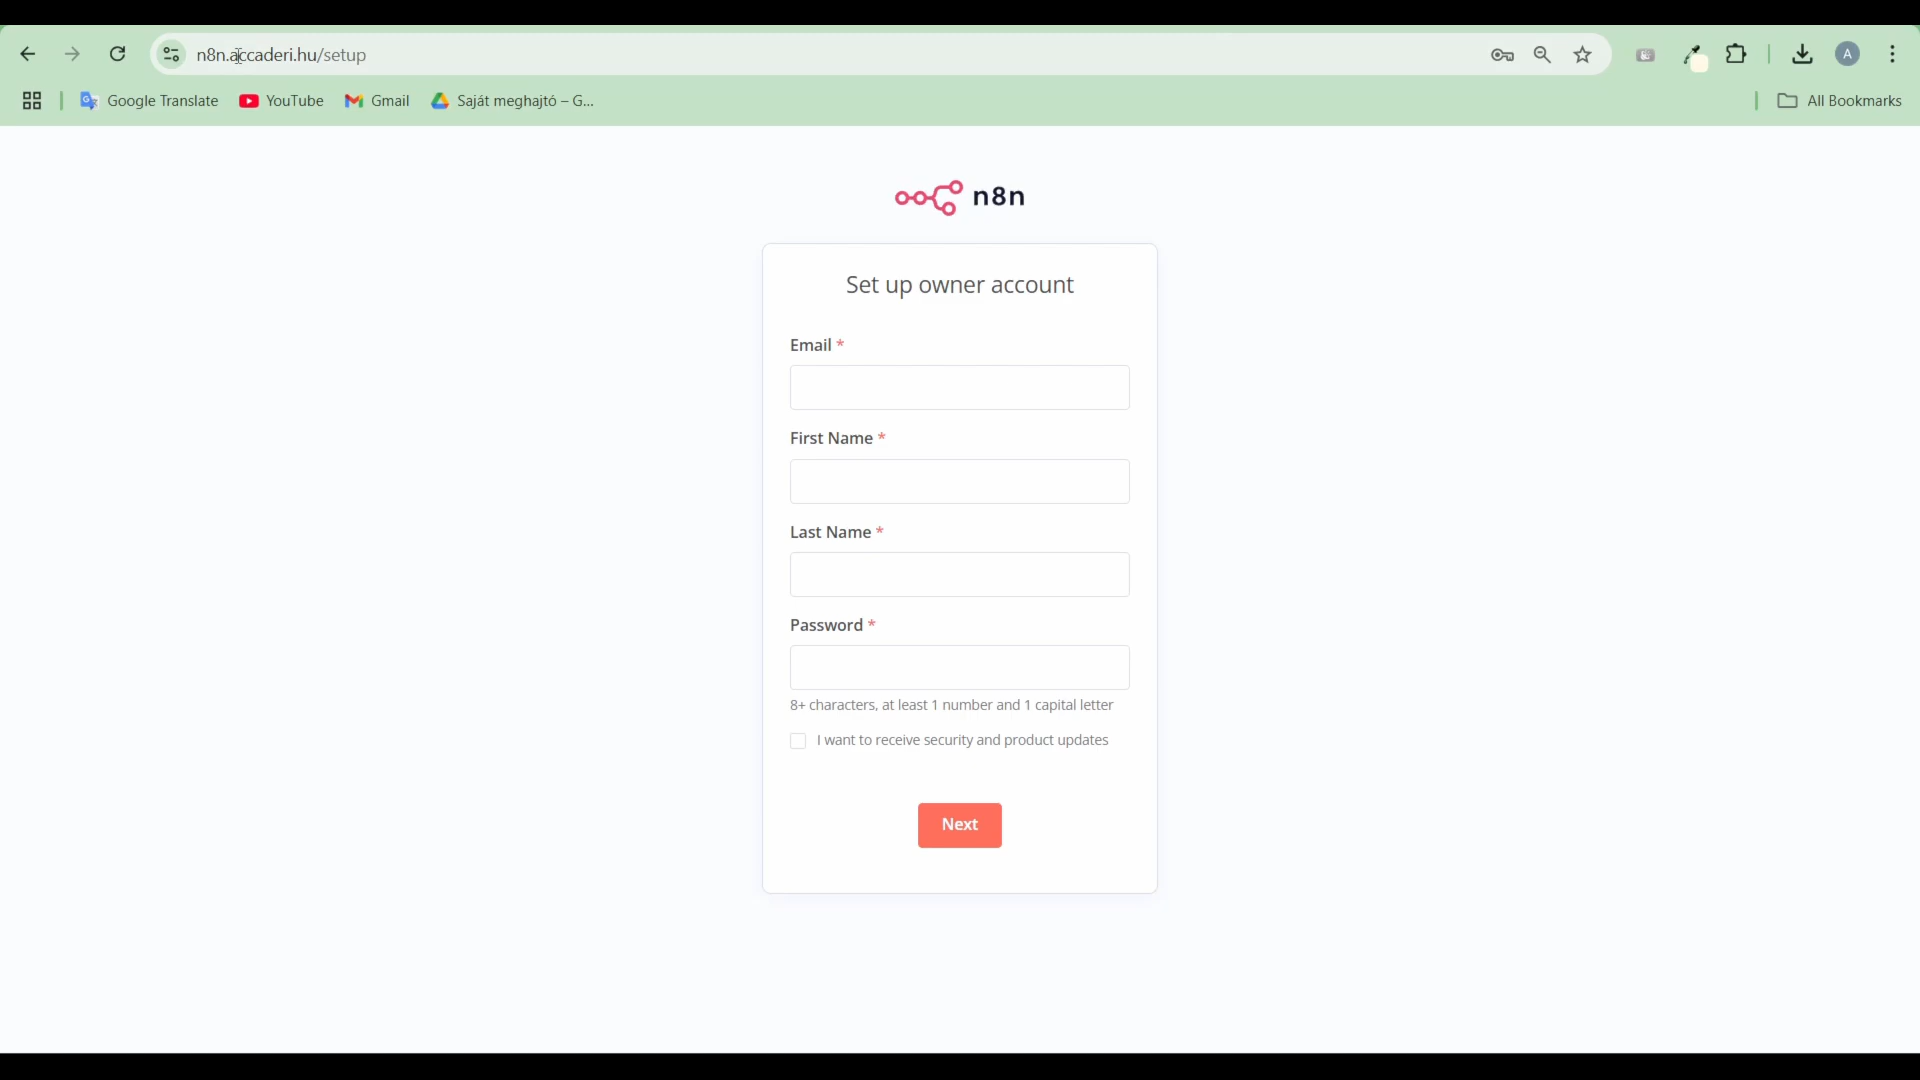 n8n.accaderi.hu/setup
A
Google Translate
YouTube
Gmail
Saját meghajtó – G...
All Bookmarks
n8n
Set up owner account
Email *
First Name *
Last Name *
Password *
8+ characters, at least 1 number and 1 capital letter
I want to receive security and product updates
Next